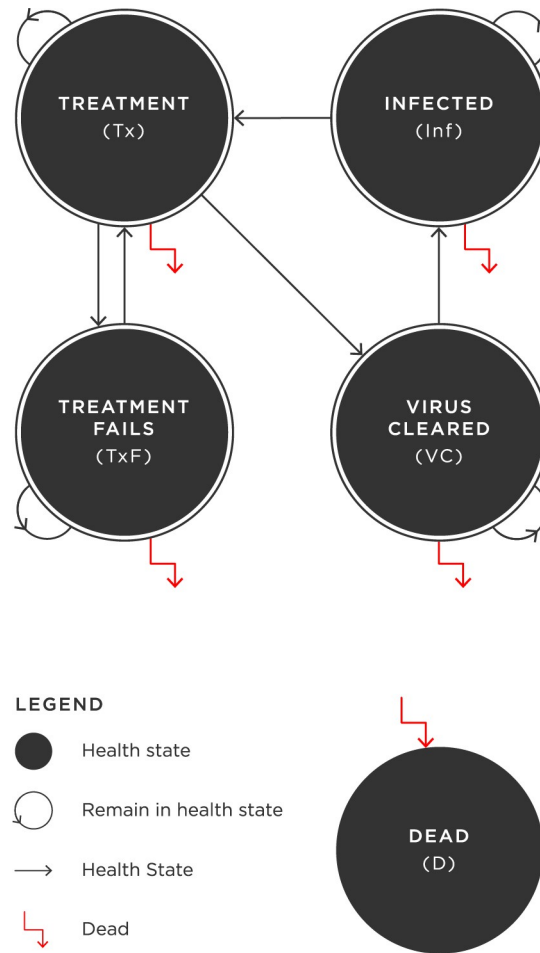 TREATMENT
(Tx)
INFECTED
(Inf)
TREATMENT
FAILS
(TxF)
VIRUS
CLEARED
(VC)
LEGEND
Health state
Remain in health state
Health State
Dead
DEAD
(D)